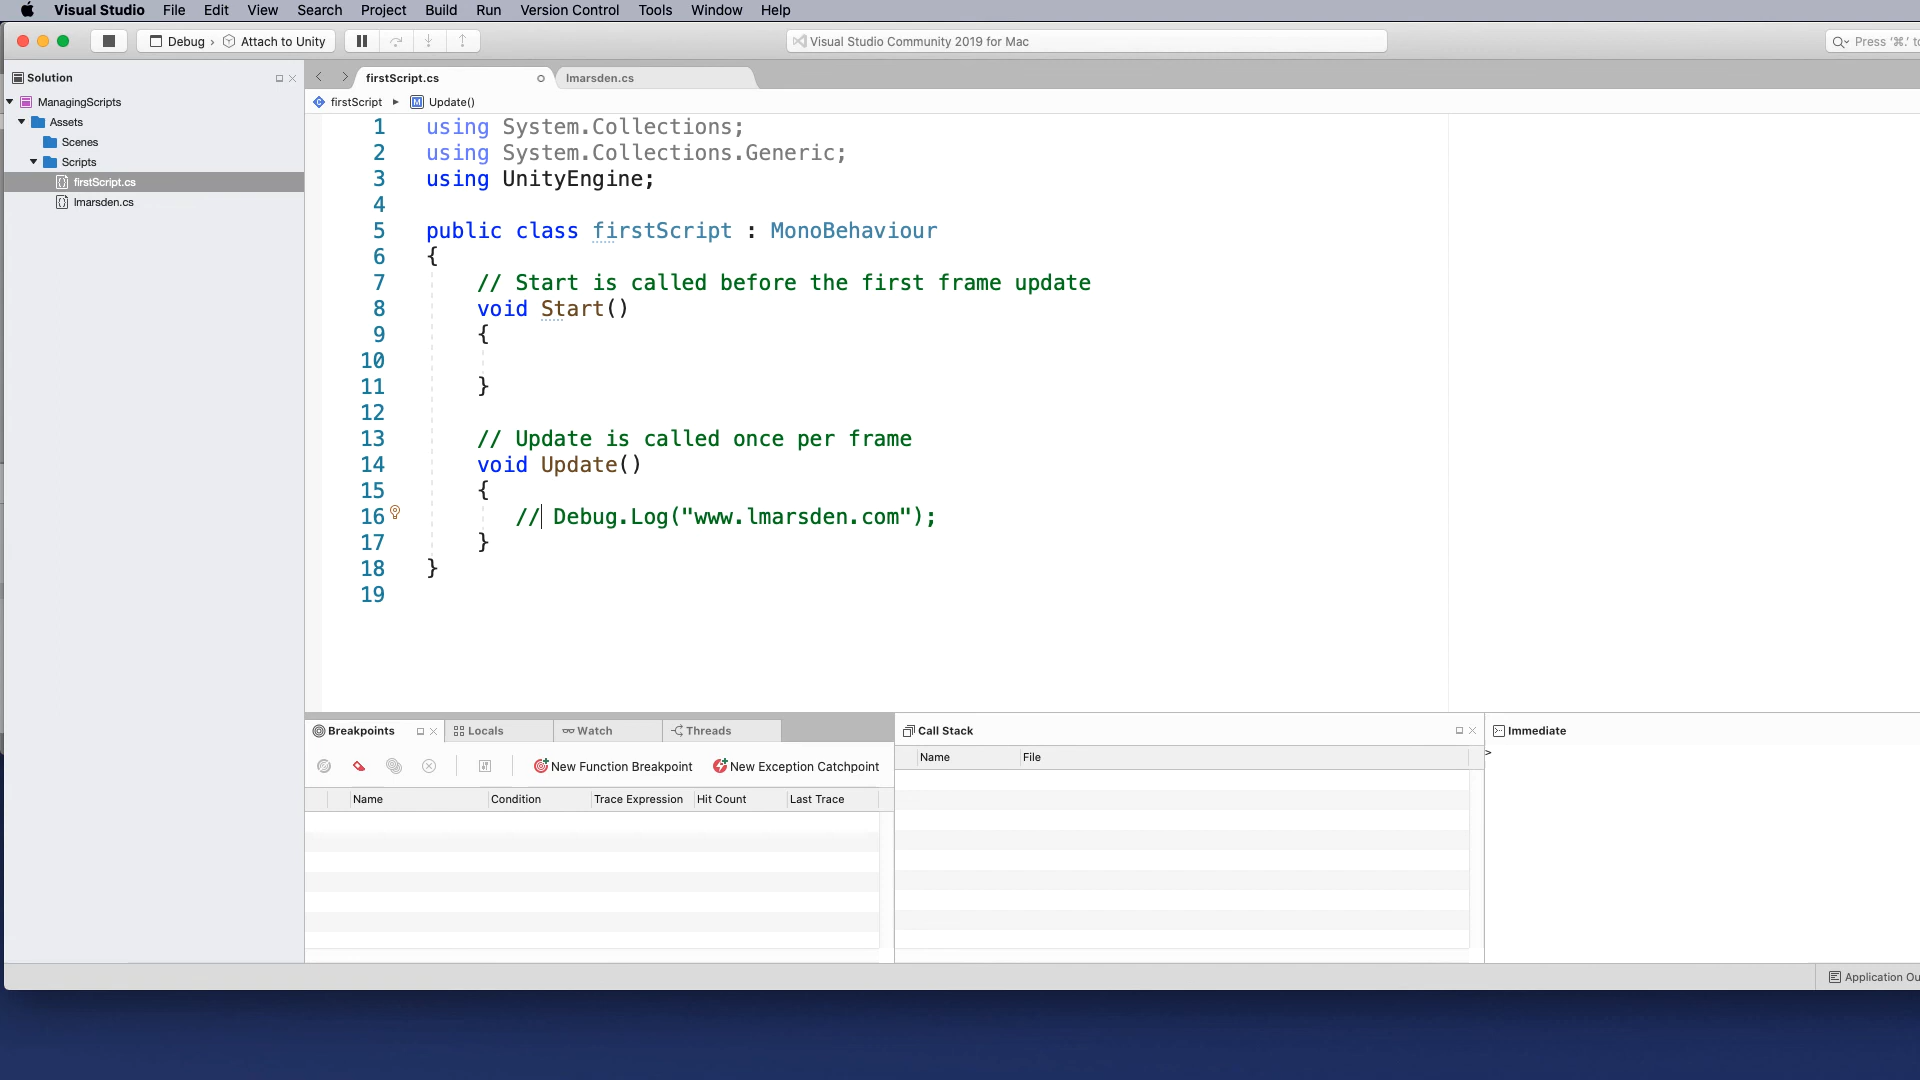 Visual Studio File Edit View Search Project Build Run Version Control Tools Window Help
Debug › Attach to Unity
Visual Studio Community 2019 for Mac
Press '⌘.' to
Solution
firstScript.cs
lmarsden.cs
ManagingScripts
firstScript
Update()
Assets
Scenes
Scripts
firstScript.cs
lmarsden.cs
1 using System.Collections;
2 using System.Collections.Generic;
3 using UnityEngine;
4
5 public class firstScript : MonoBehaviour
6 {
7 // Start is called before the first frame update
8 void Start()
9 {
10
11 }
12
13 // Update is called once per frame
14 void Update()
15 {
16 // Debug.Log("www.lmarsden.com");
17 }
18 }
19
Breakpoints
Locals
Watch
Threads
Call Stack
Immediate
New Function Breakpoint
New Exception Catchpoint
Name
File
>
Name
Condition
Trace Expression
Hit Count
Last Trace
Application Ou